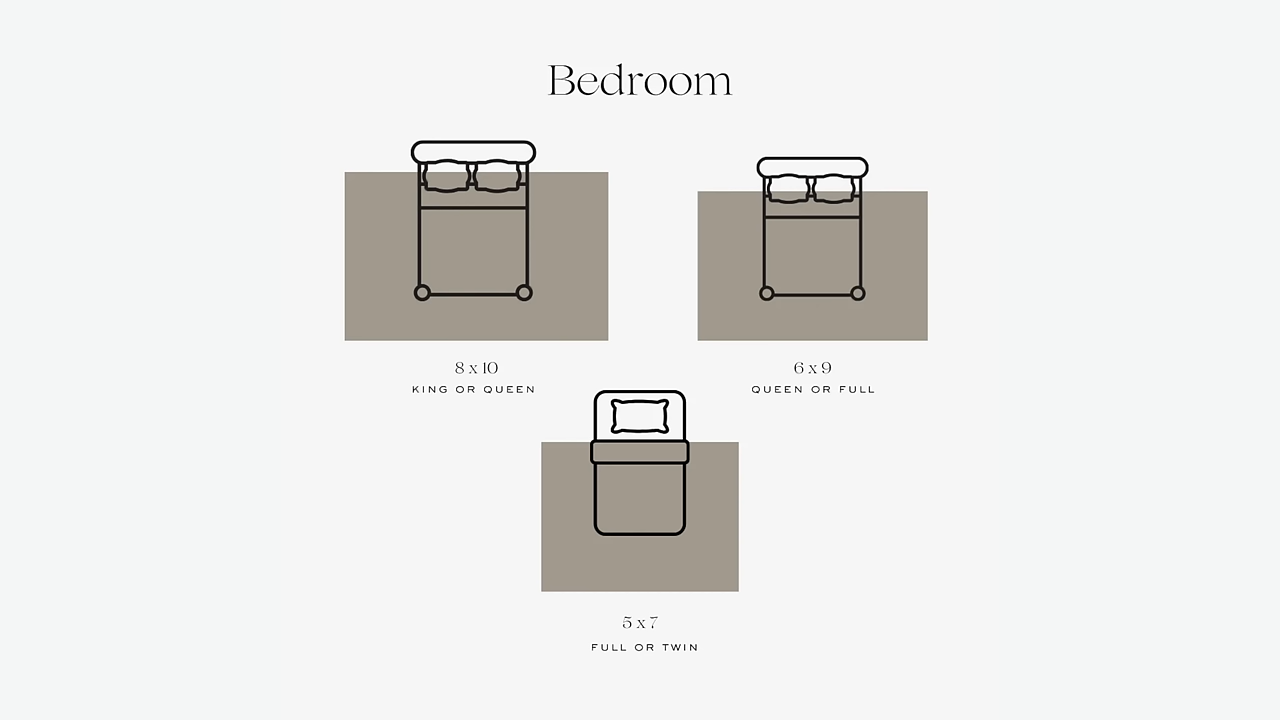 Bedroom
8 x 10
KING OR QUEEN
6 x 9
QUEEN OR FULL
5 x 7
FULL OR TWIN